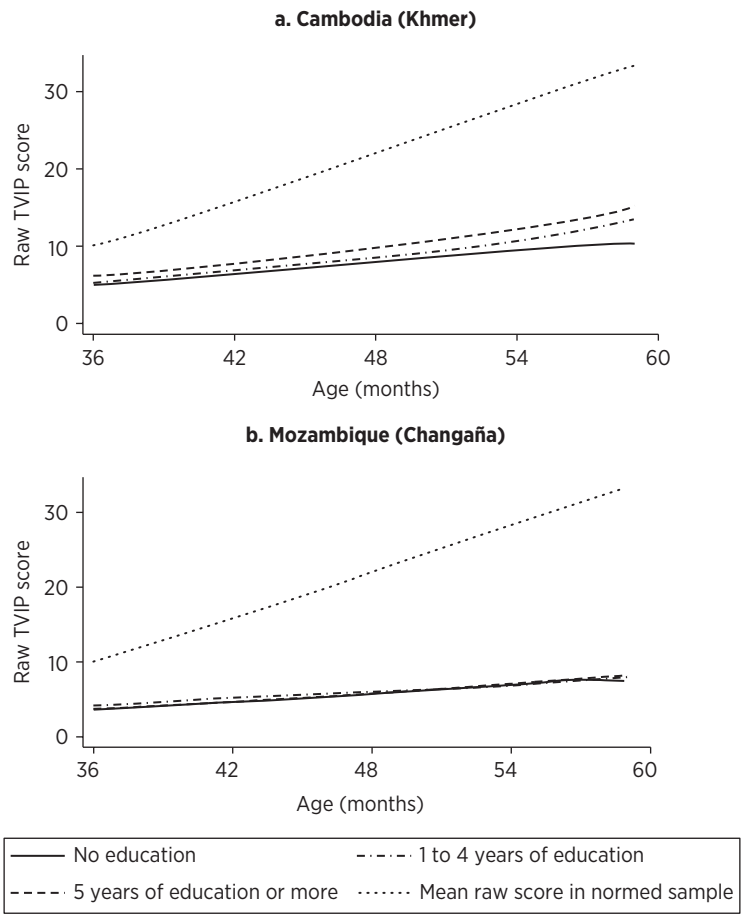 a. Cambodia (Khmer)
Raw TVIP score
30
20
10
0
36 42 48 54 60
Age (months)
b. Mozambique (Changaña)
Raw TVIP score
30
20
10
0
36 42 48 54 60
Age (months)
No education 1 to 4 years of education
5 years of education or more Mean raw score in normed sample